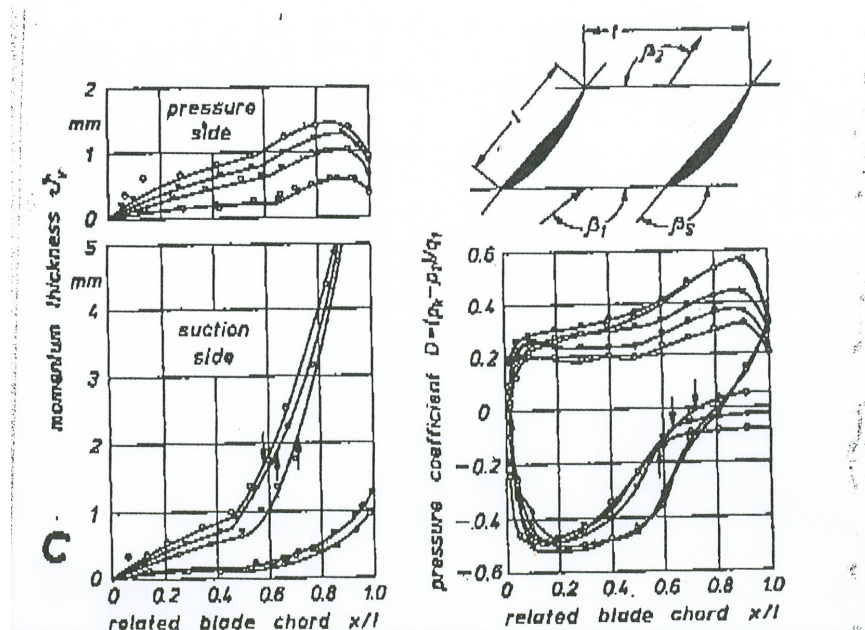 2
mm
pressure
side
1
0
momentum thickness
5
mm
4
suction
side
3
2
1
0
0 0.2 0.4 0.6 0.8 1.0
related blade chord x/l
t
β₂
l
β₁
βs
0.6
0.4
0.2
0
-0.2
-0.4
-0.6
pressure coefficient
0 0.2 0.4 0.6 0.8 1.0
related blade chord x/l
C